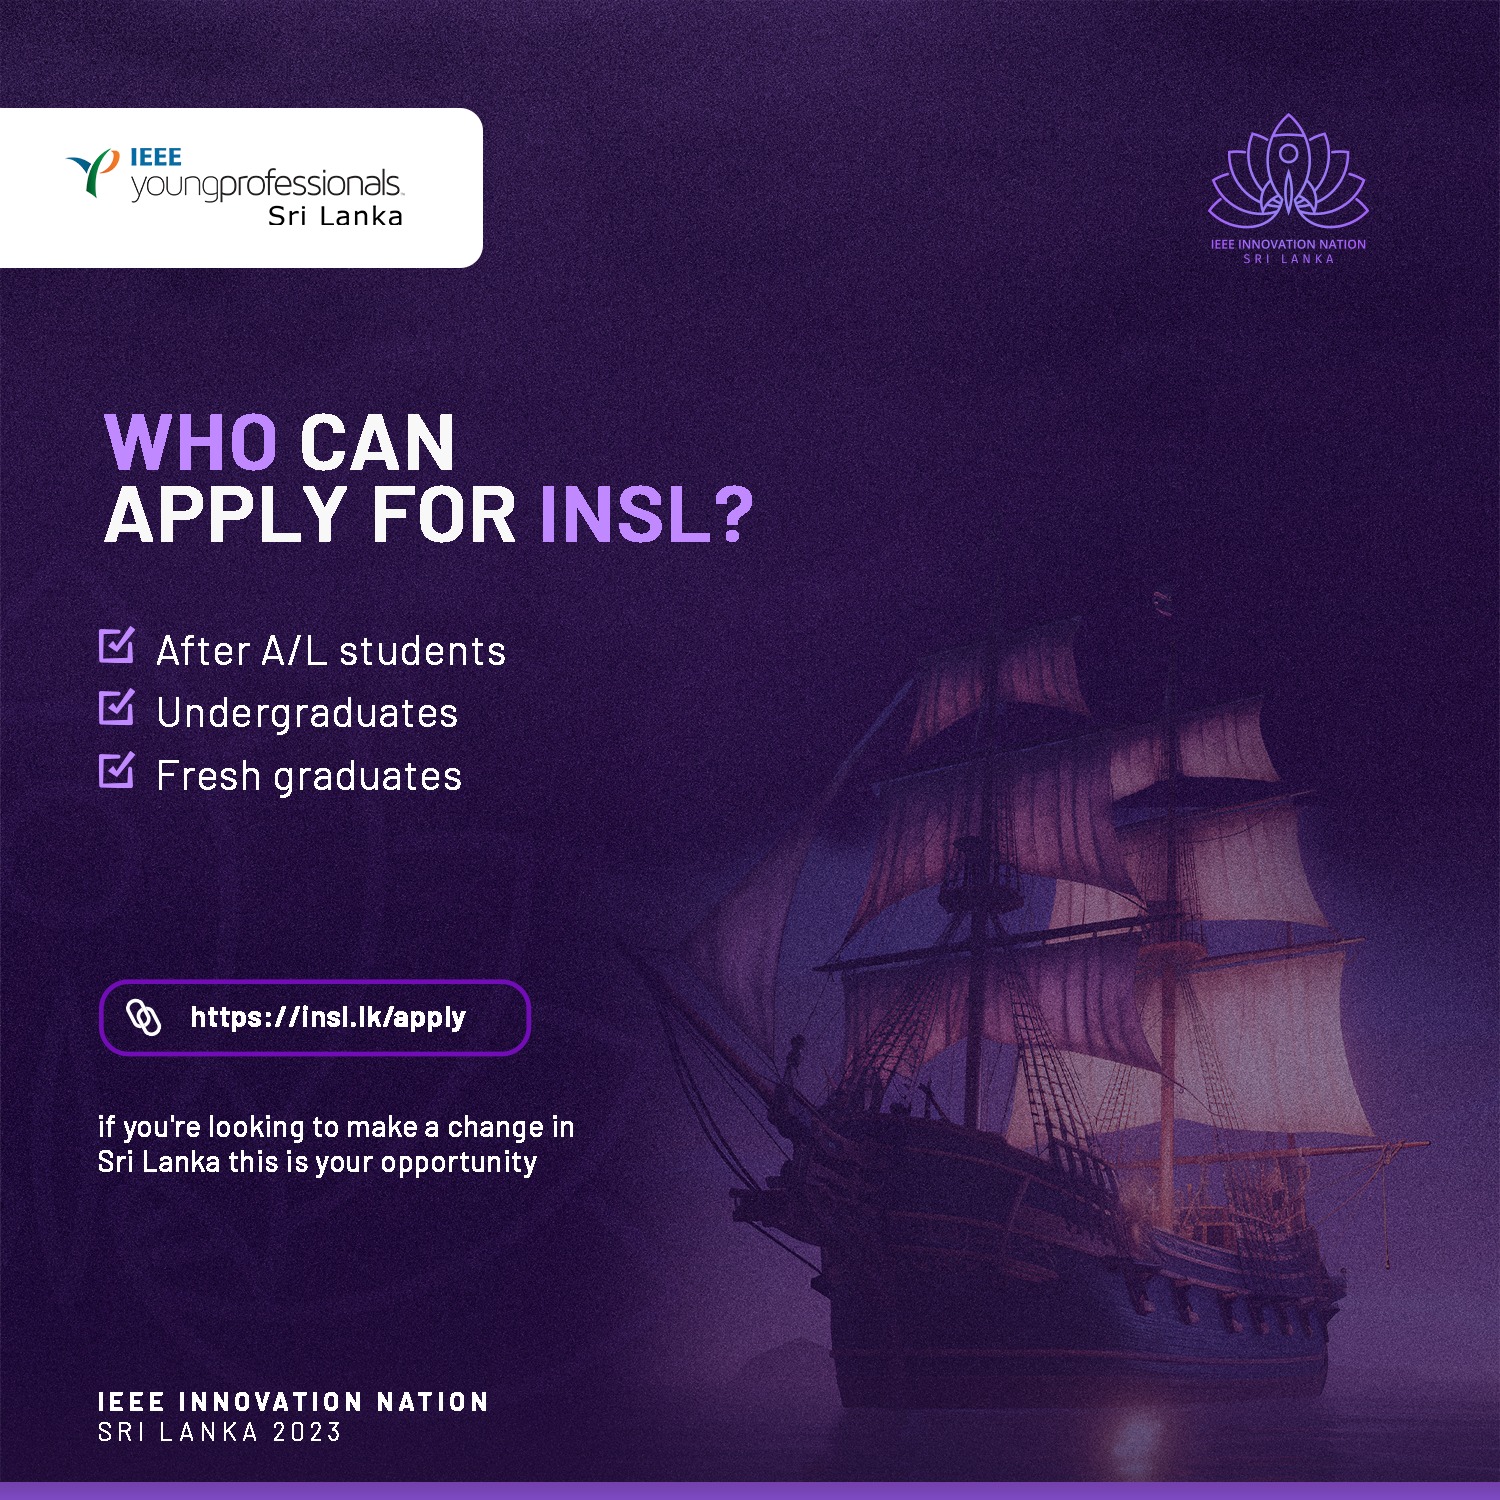 IEEE
youngprofessionals
Sri Lanka
IEEE INNOVATION NATION
SRI LANKA
WHO CAN
APPLY FOR INSL?
After A/L students
Undergraduates
Fresh graduates
https://insl.lk/apply
if you're looking to make a change in
Sri Lanka this is your opportunity
IEEE INNOVATION NATION
SRI LANKA 2023